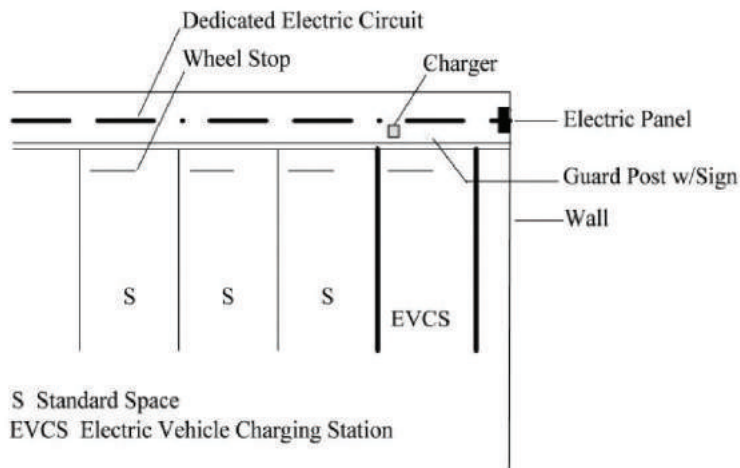 Dedicated Electric Circuit
Wheel Stop
Charger
Electric Panel
Guard Post w/Sign
Wall
S
S
S
EVCS
S Standard Space
EVCS Electric Vehicle Charging Station